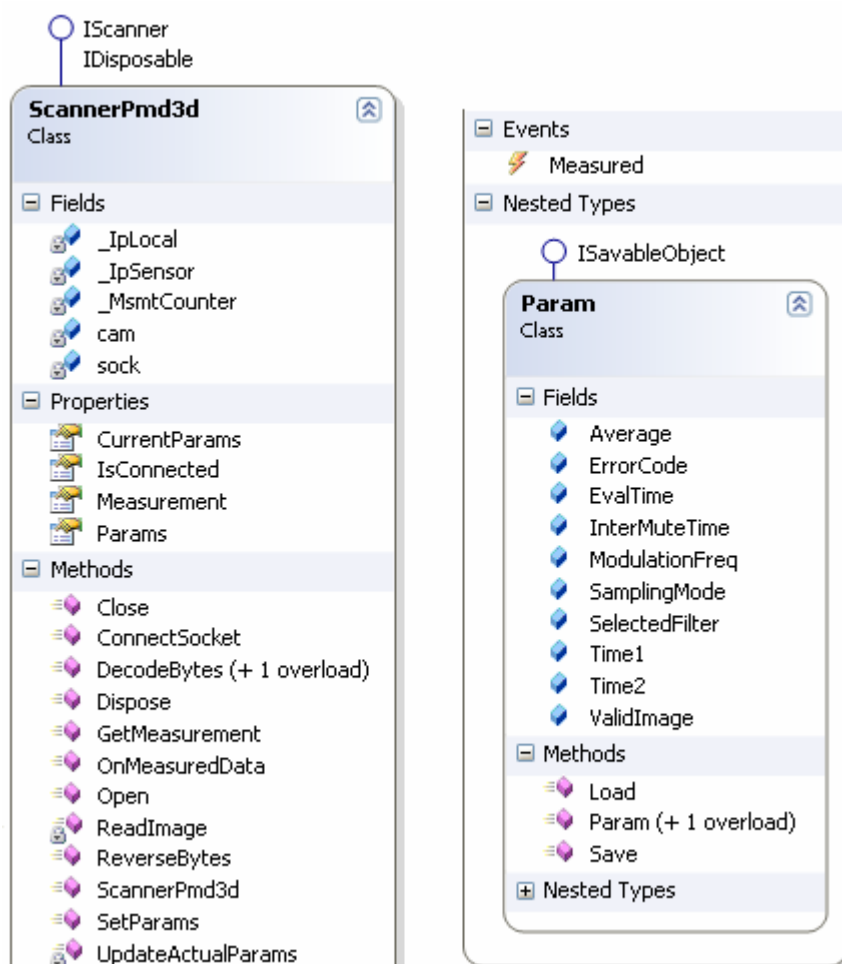 IScanner
IDisposable
ScannerPmd3d
Class
Fields
_IpLocal
_IpSensor
_MsmtCounter
cam
sock
Properties
CurrentParams
IsConnected
Measurement
Params
Methods
Close
ConnectSocket
DecodeBytes (+ 1 overload)
Dispose
GetMeasurement
OnMeasuredData
Open
ReadImage
ReverseBytes
ScannerPmd3d
SetParams
UpdateActualParams
Events
Measured
Nested Types
ISavableObject
Param
Class
Fields
Average
ErrorCode
EvalTime
InterMuteTime
ModulationFreq
SamplingMode
SelectedFilter
Time1
Time2
ValidImage
Methods
Load
Param (+ 1 overload)
Save
Nested Types